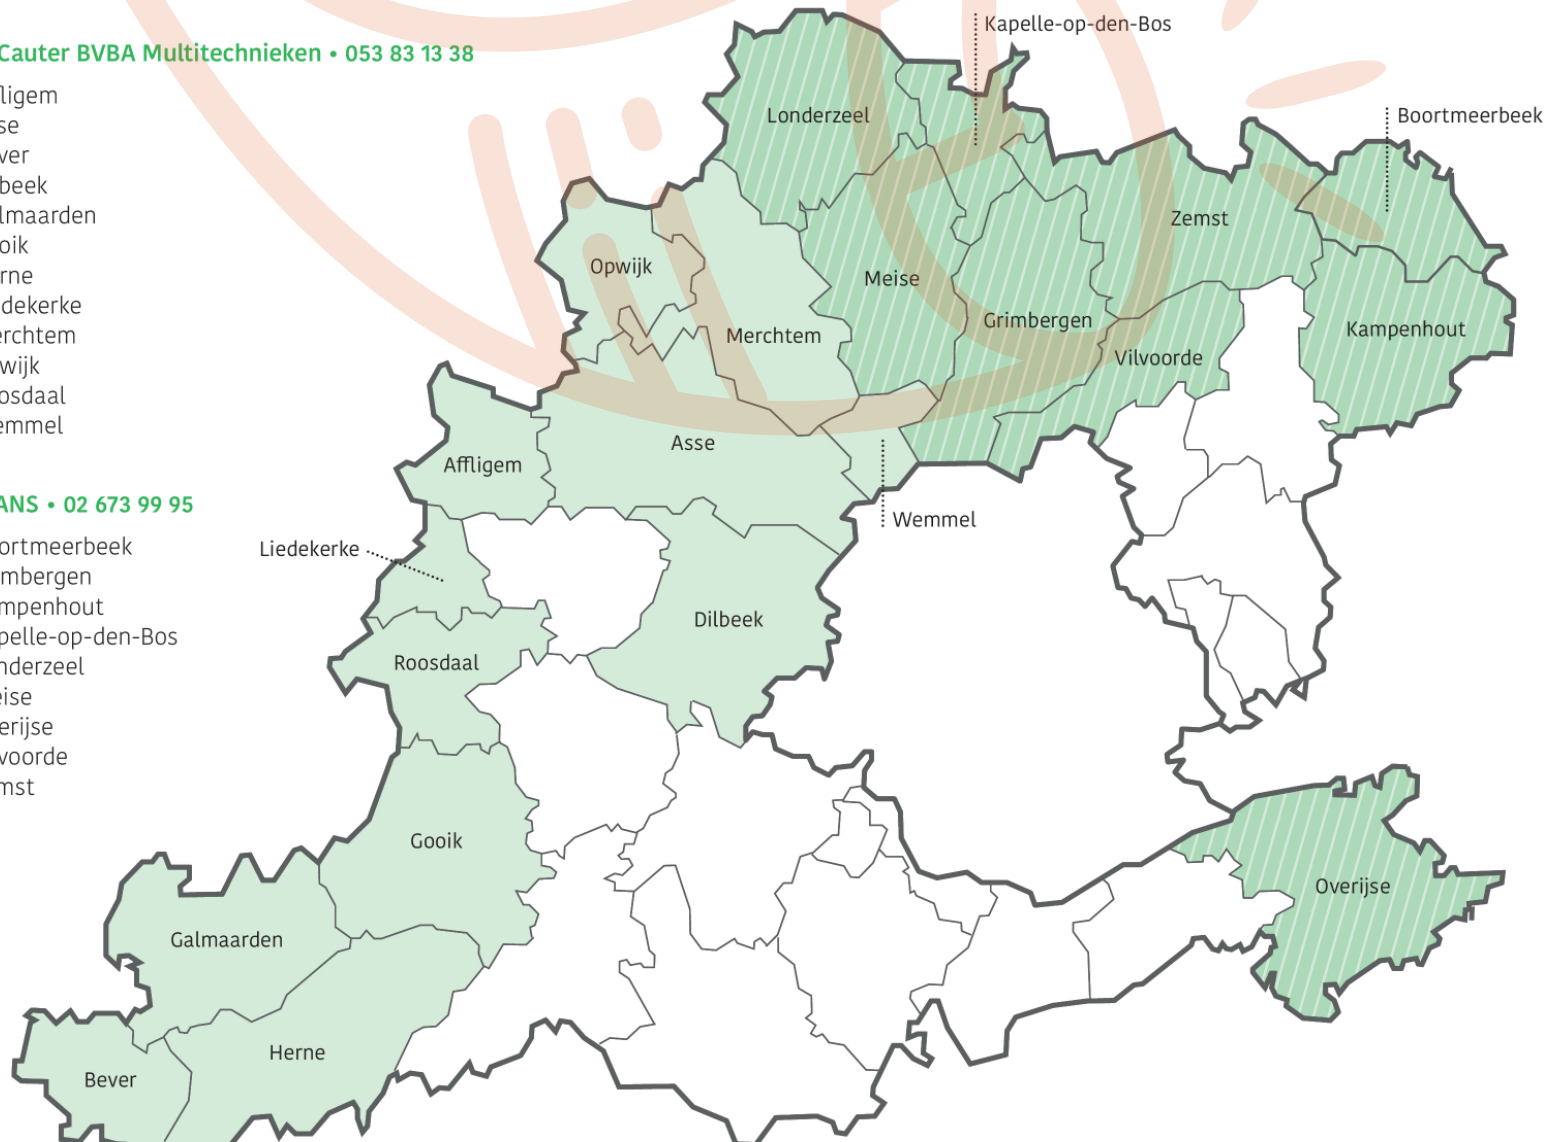 Cauter BVBA Multitechnieken • 053 83 13 38
fligem
se
ver
beek
lmaarden
oik
rne
dekerke
erchtem
wijk
osdaal
emmel
ANS • 02 673 99 95
ortmeerbeek
mbergen
mpenhout
pelle-op-den-Bos
nderzeel
eise
erijse
voorde
mst
Kapelle-op-den-Bos
Londerzeel
Boortmeerbeek
Zemst
Opwijk
Meise
Merchtem
Grimbergen
Kampenhout
Vilvoorde
Asse
Affligem
Wemmel
Liedekerke
Dilbeek
Roosdaal
Gooik
Overijse
Galmaarden
Herne
Bever